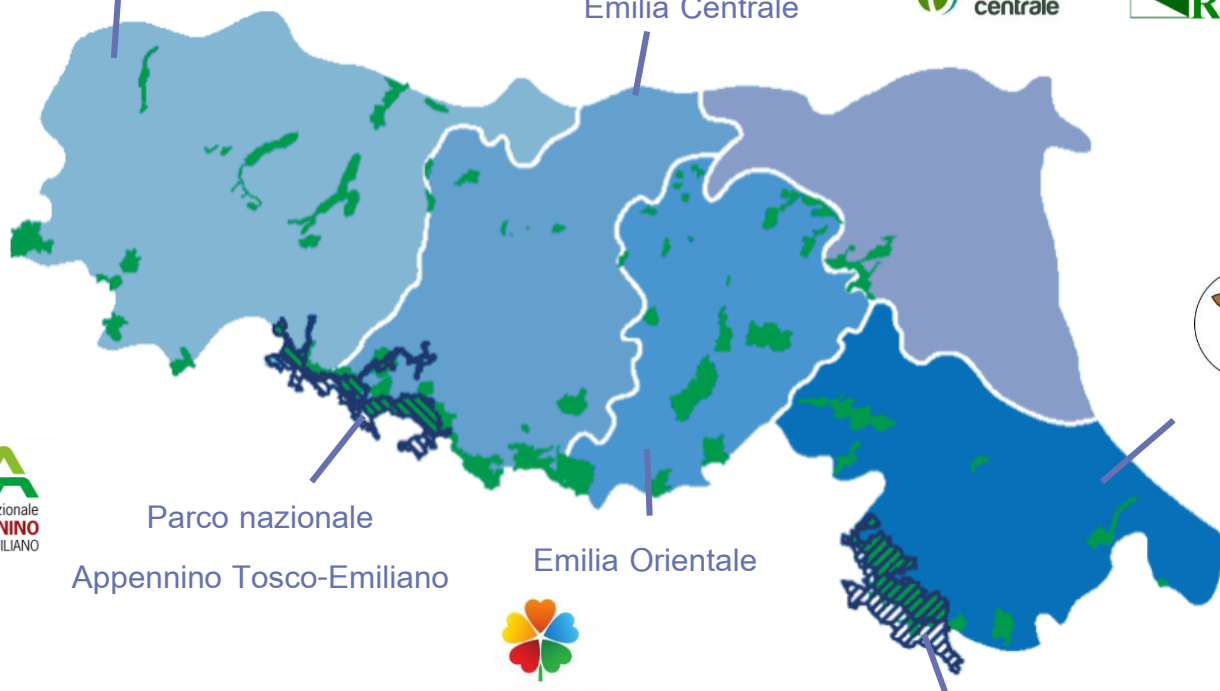 Emilia Centrale
centrale
R
zionale
NINO
ILIANO
Parco nazionale
Appennino Tosco-Emiliano
Emilia Orientale